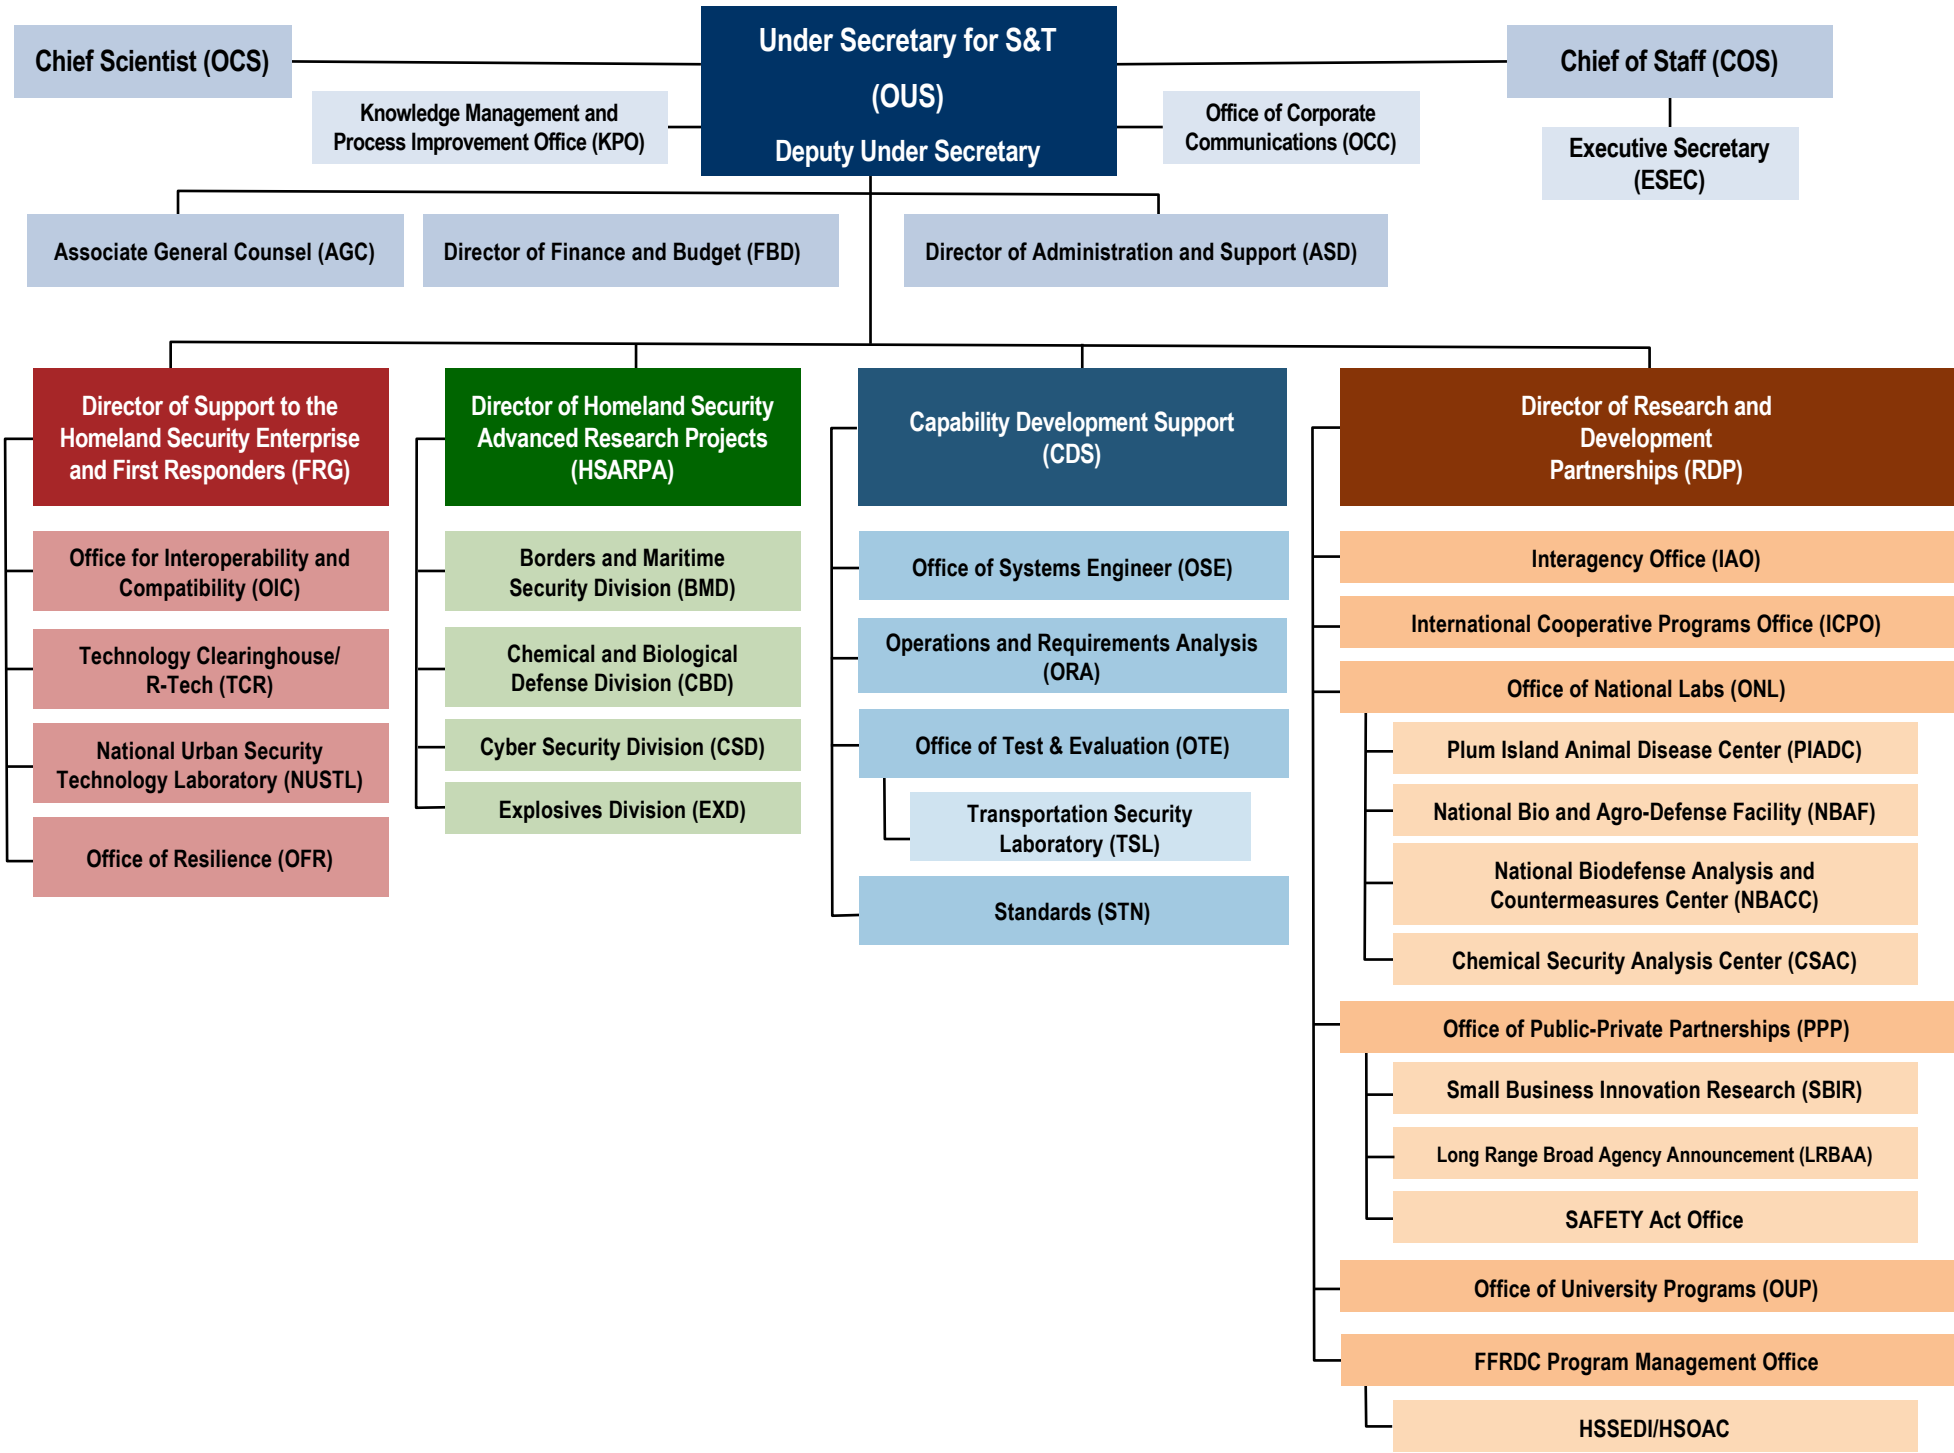 Chief Scientist (OCS)
Under Secretary for S&T
(OUS)
Deputy Under Secretary
Chief of Staff (COS)
Knowledge Management and
Process Improvement Office (KPO)
Office of Corporate
Communications (OCC)
Executive Secretary
(ESEC)
Associate General Counsel (AGC)
Director of Finance and Budget (FBD)
Director of Administration and Support (ASD)
Director of Support to the
Homeland Security Enterprise
and First Responders (FRG)
Office for Interoperability and
Compatibility (OIC)
Technology Clearinghouse/
R-Tech (TCR)
National Urban Security
Technology Laboratory (NUSTL)
Office of Resilience (OFR)
Director of Homeland Security
Advanced Research Projects
(HSARPA)
Borders and Maritime
Security Division (BMD)
Chemical and Biological
Defense Division (CBD)
Cyber Security Division (CSD)
Explosives Division (EXD)
Capability Development Support
(CDS)
Office of Systems Engineer (OSE)
Operations and Requirements Analysis
(ORA)
Office of Test & Evaluation (OTE)
Transportation Security
Laboratory (TSL)
Standards (STN)
Director of Research and
Development
Partnerships (RDP)
Interagency Office (IAO)
International Cooperative Programs Office (ICPO)
Office of National Labs (ONL)
Plum Island Animal Disease Center (PIADC)
National Bio and Agro-Defense Facility (NBAF)
National Biodefense Analysis and
Countermeasures Center (NBACC)
Chemical Security Analysis Center (CSAC)
Office of Public-Private Partnerships (PPP)
Small Business Innovation Research (SBIR)
Long Range Broad Agency Announcement (LRBAA)
SAFETY Act Office
Office of University Programs (OUP)
FFRDC Program Management Office
HSSEDI/HSOAC